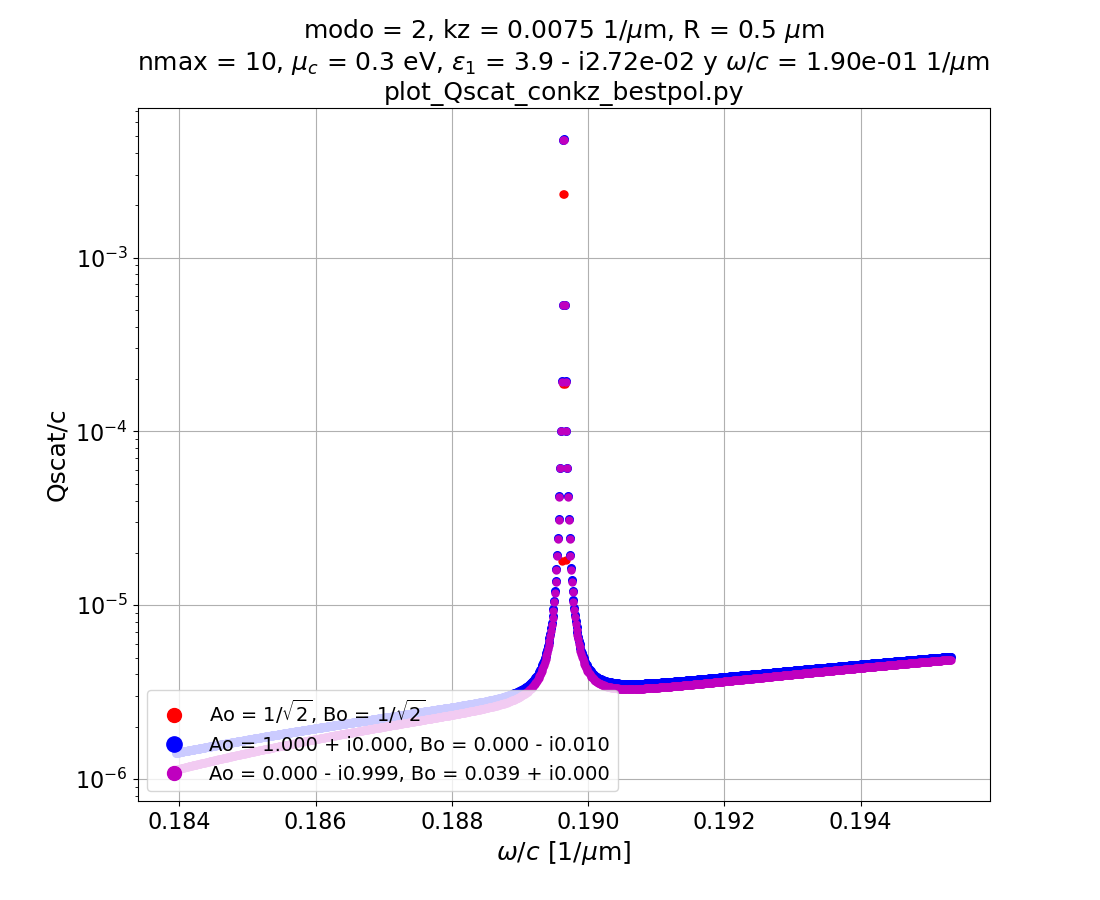 modo = 2, kz = 0.0075 1/μm, R = 0.5 μm
nmax = 10, μ_c = 0.3 eV, ε₁ = 3.9 - i2.72e-02 y ω/c = 1.90e-01 1/μm
plot_Qscat_conkz_bestpol.py
Qscat/c
10⁻³
10⁻⁴
10⁻⁵
10⁻⁶
Ao = 1/√2, Bo = 1/√2
Ao = 1.000 + i0.000, Bo = 0.000 - i0.010
Ao = 0.000 - i0.999, Bo = 0.039 + i0.000
0.184 0.186 0.188 0.190 0.192 0.194
ω/c [1/μm]